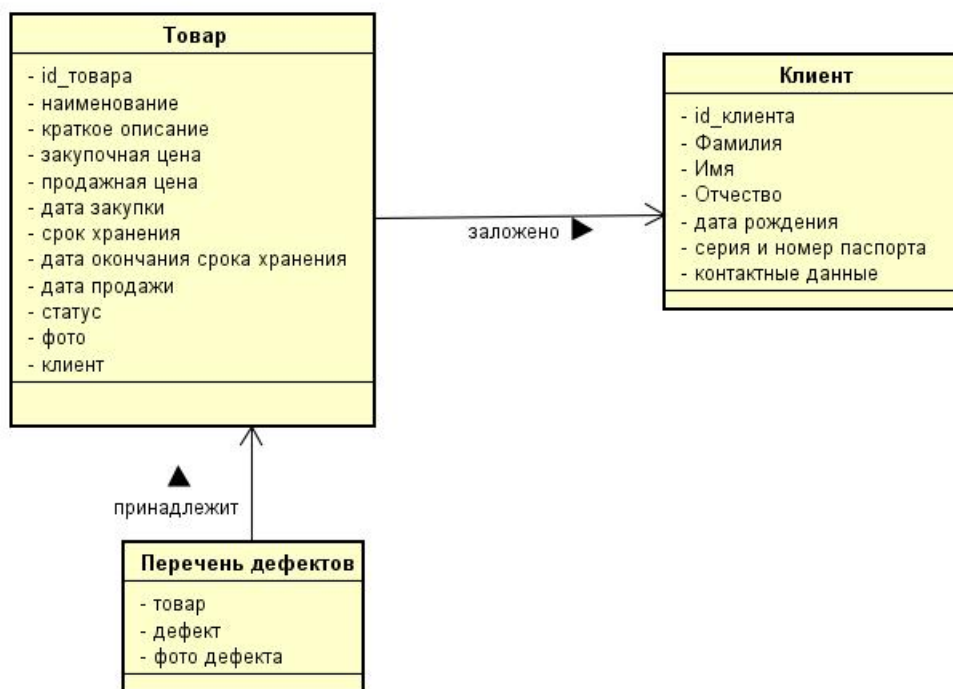 Товар
- id_товара
- наименование
- краткое описание
- закупочная цена
- продажная цена
- дата закупки
- срок хранения
- дата окончания срока хранения
- дата продажи
- статус
- фото
- клиент
заложено
Клиент
- id_клиента
- Фамилия
- Имя
- Отчество
- дата рождения
- серия и номер паспорта
- контактные данные
принадлежит
Перечень дефектов
- товар
- дефект
- фото дефекта